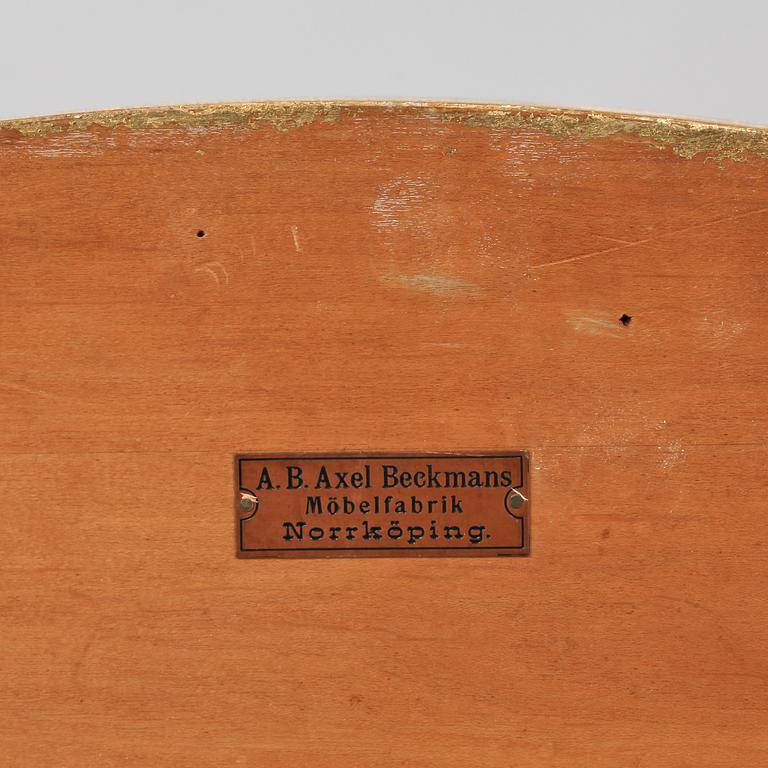 A. B. Axel Beckmans
Möbelfabrik
Norrköping.